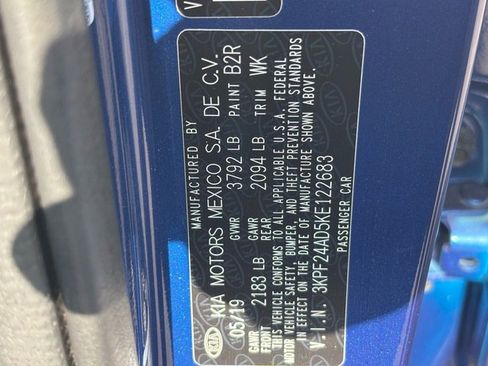 V
MANUFACTURED BY
KIA KIA MOTORS MEXICO S.A. DE C.V.
05/19 GVWR 3792 LB PAINT B2R
GAWR FRONT 2183 LB GAWR REAR 2094 LB TRIM WK
THIS VEHICLE CONFORMS TO ALL APPLICABLE U.S.A. FEDERAL
MOTOR VEHICLE SAFETY, BUMPER, AND THEFT PREVENTION STANDARDS
IN EFFECT ON THE DATE OF MANUFACTURE SHOWN ABOVE.
V.I.N. 3KPF24AD5KE122683
PASSENGER CAR